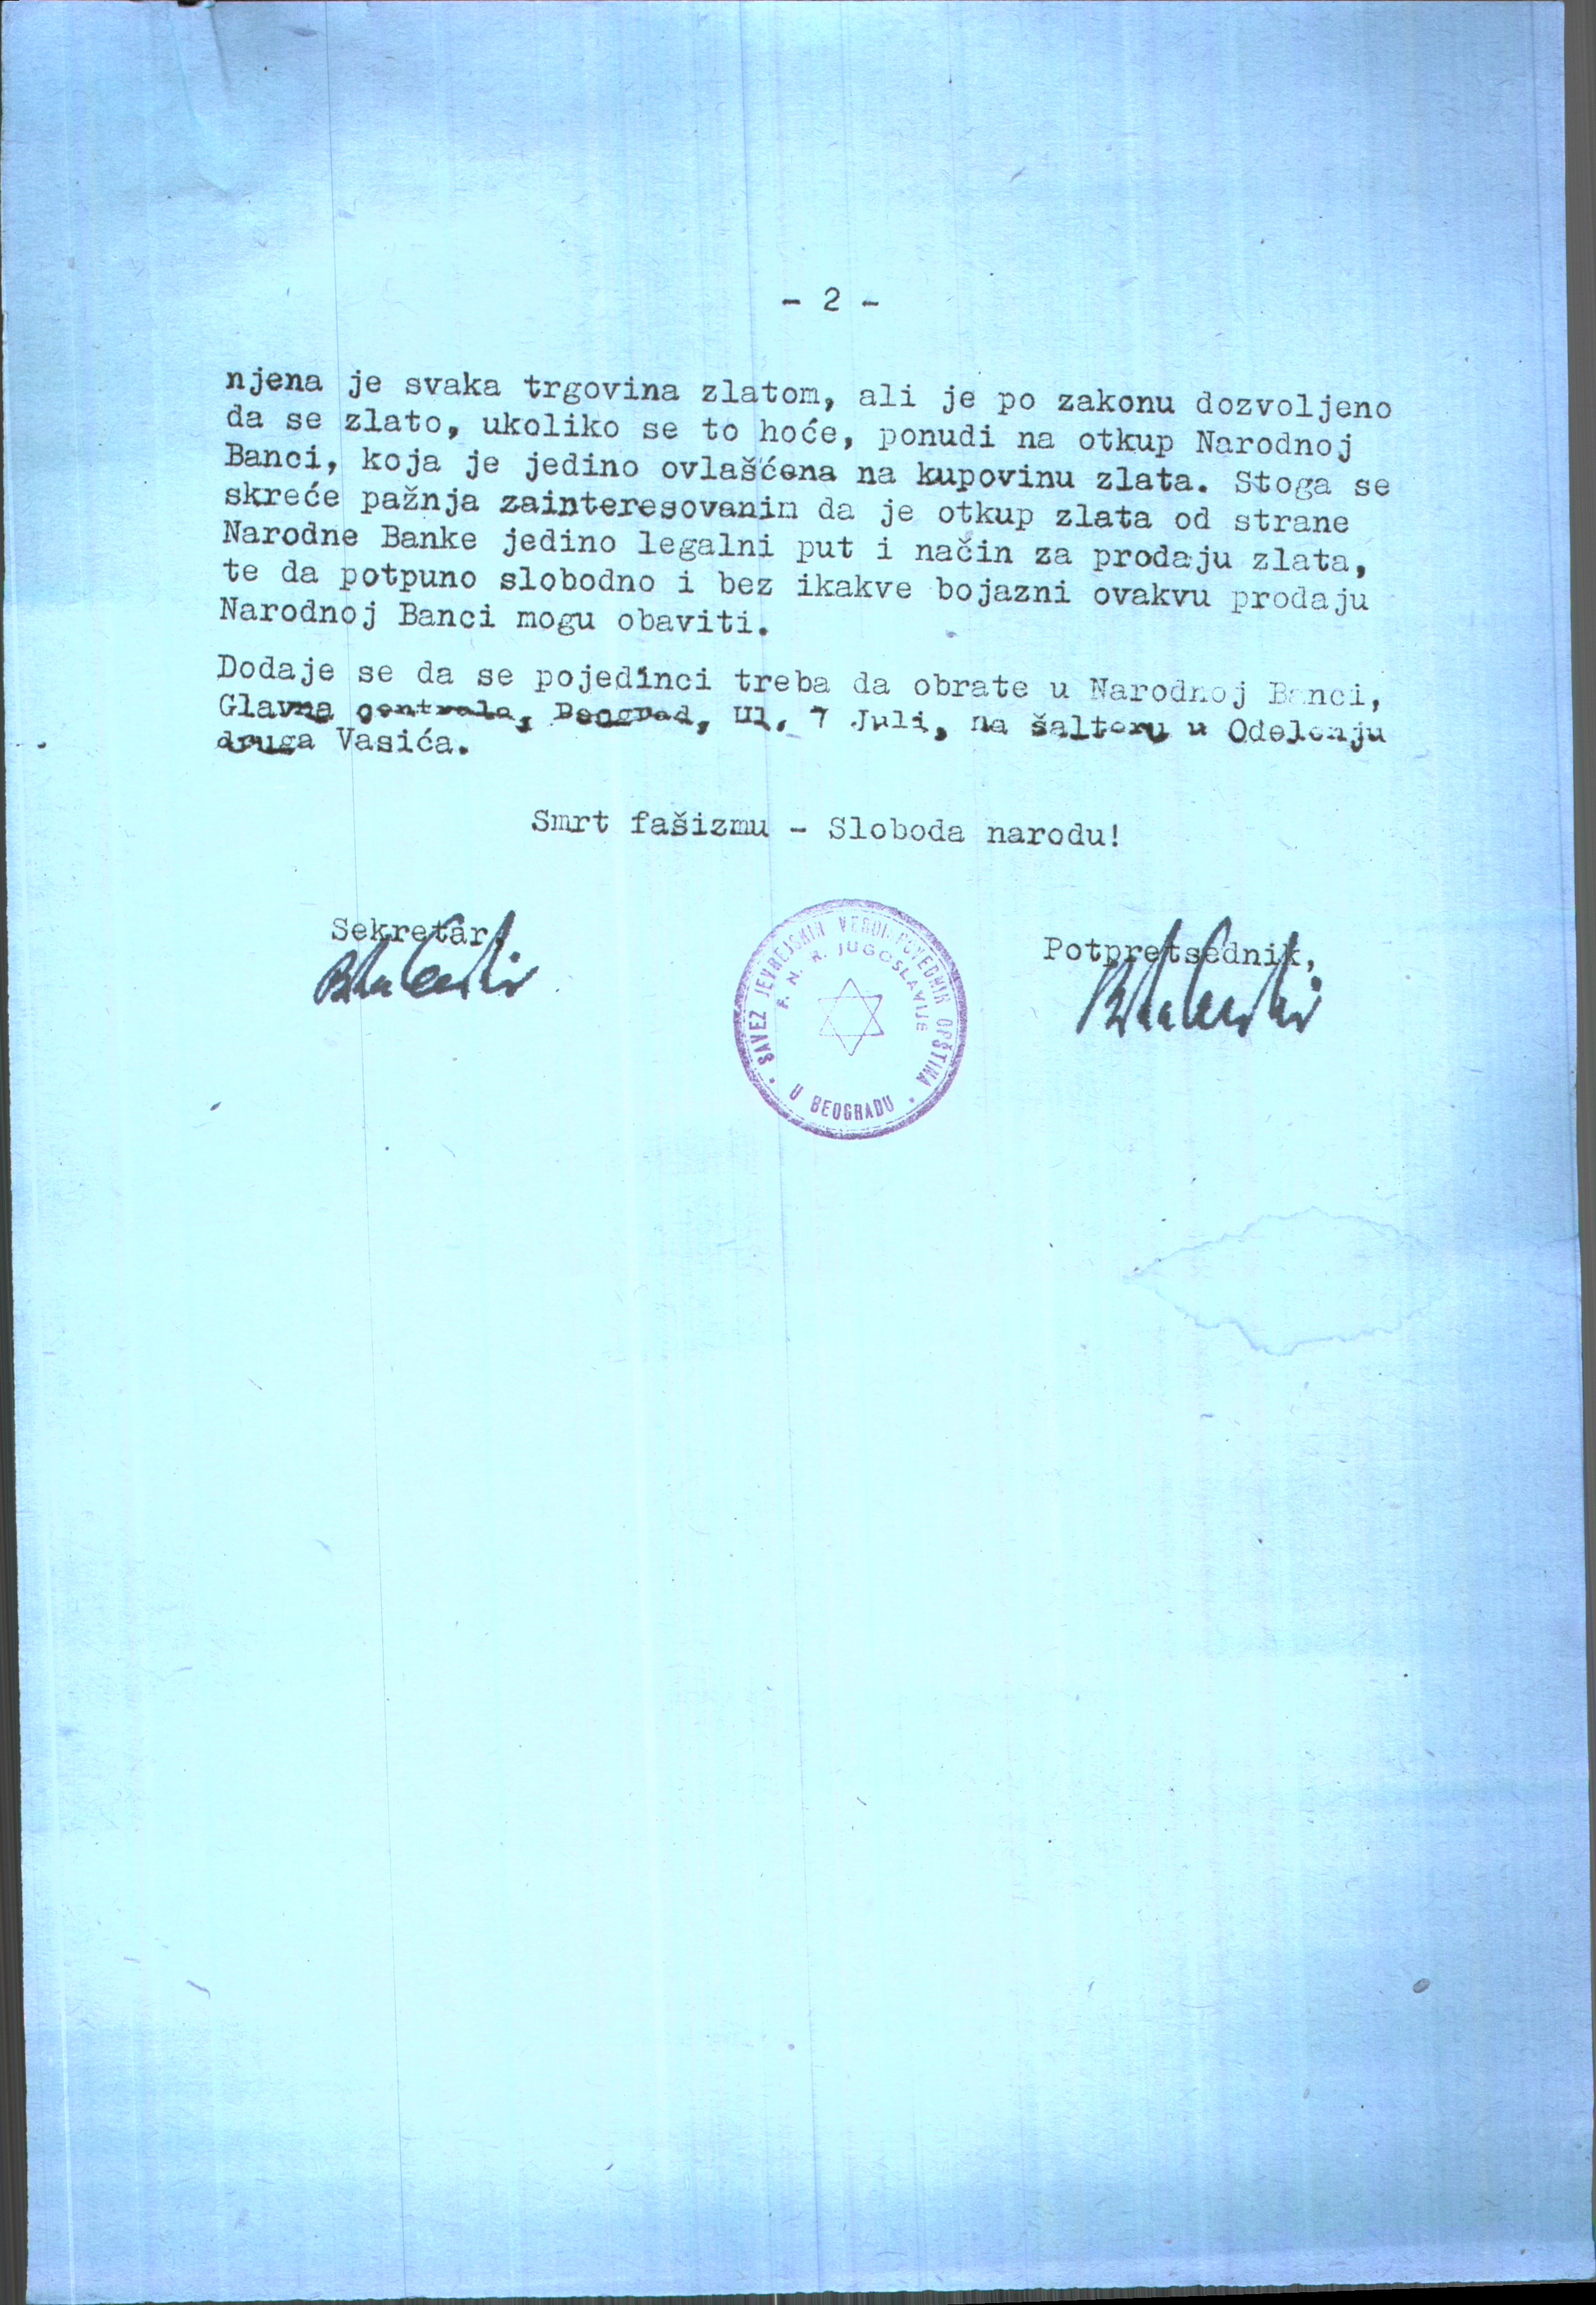 - 2 -
njena je svaka trgovina zlatom, ali je po zakonu dozvoljeno
da se zlato, ukoliko se to hoće, ponudi na otkup Narodnoj
Banci, koja je jedino ovlašćena na kupovinu zlata. Stoga se
skreće pažnja zainteresovanim da je otkup zlata od strane
Narodne Banke jedino legalni put i način za prodaju zlata,
te da potpuno slobodno i bez ikakve bojazni ovakvu prodaju
Narodnoj Banci mogu obaviti.
Dodaje se da se pojedinci treba da obrate u Narodnoj Banci,
Glavna centrala, Beograd, Ul. 7 Juli, na šalteru u Odelenju
druga Vasića.
Smrt fašizmu - Sloboda narodu!
Sekretar,
Potpretsednik,
SAVEZ JEVREJSKIH VEROISPOVEDNIH OPŠTINA
F. N. R. JUGOSLAVIJE
U BEOGRADU